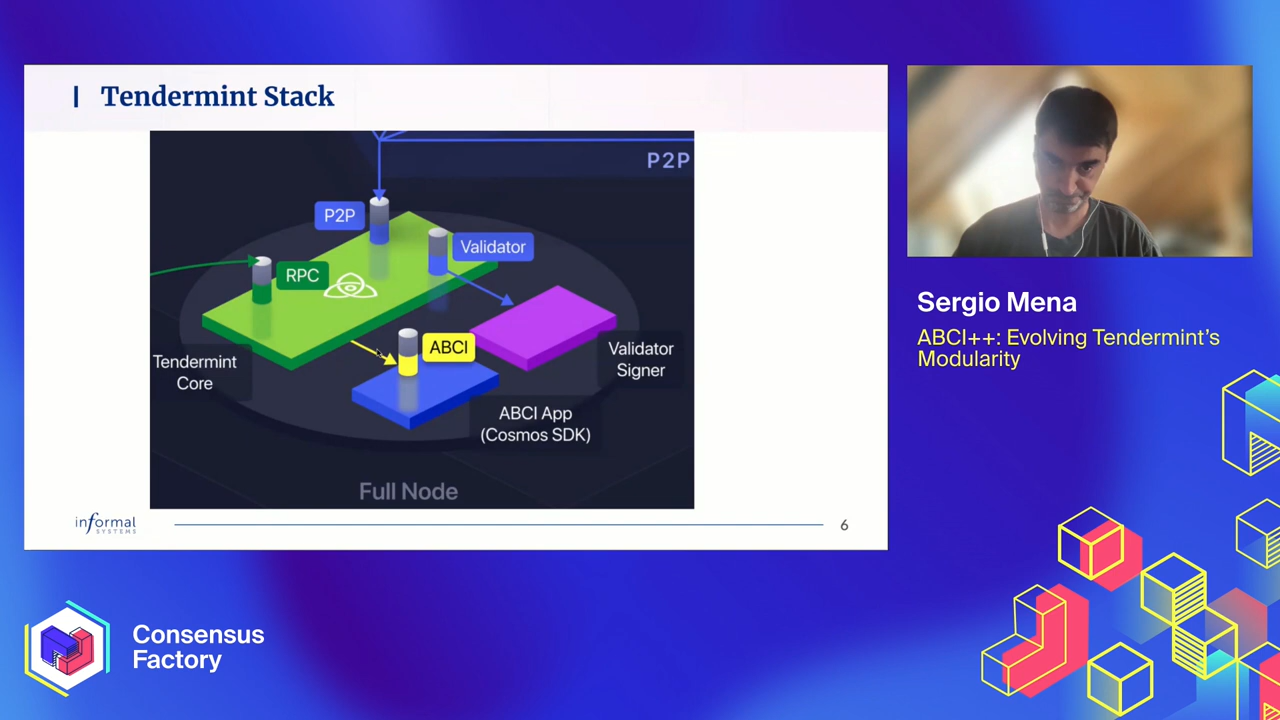 Tendermint Stack
P2P
P2P
Validator
RPC
ABCI
Tendermint
Core
Validator
Signer
ABCI App
(Cosmos SDK)
Full Node
informal
SYSTEMS
6
Sergio Mena
ABCI++: Evolving Tendermint's
Modularity
Consensus
Factory